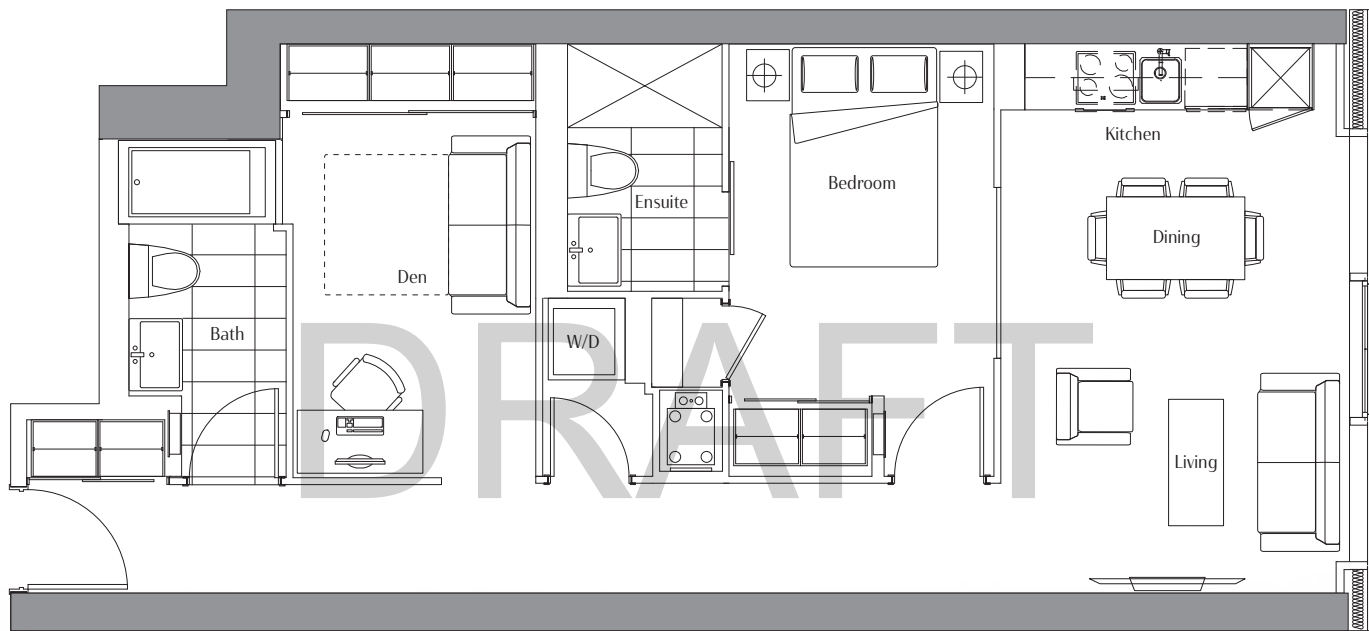 Kitchen
Bedroom
Ensuite
Dining
Den
Bath
W/D
DRAFT
Living